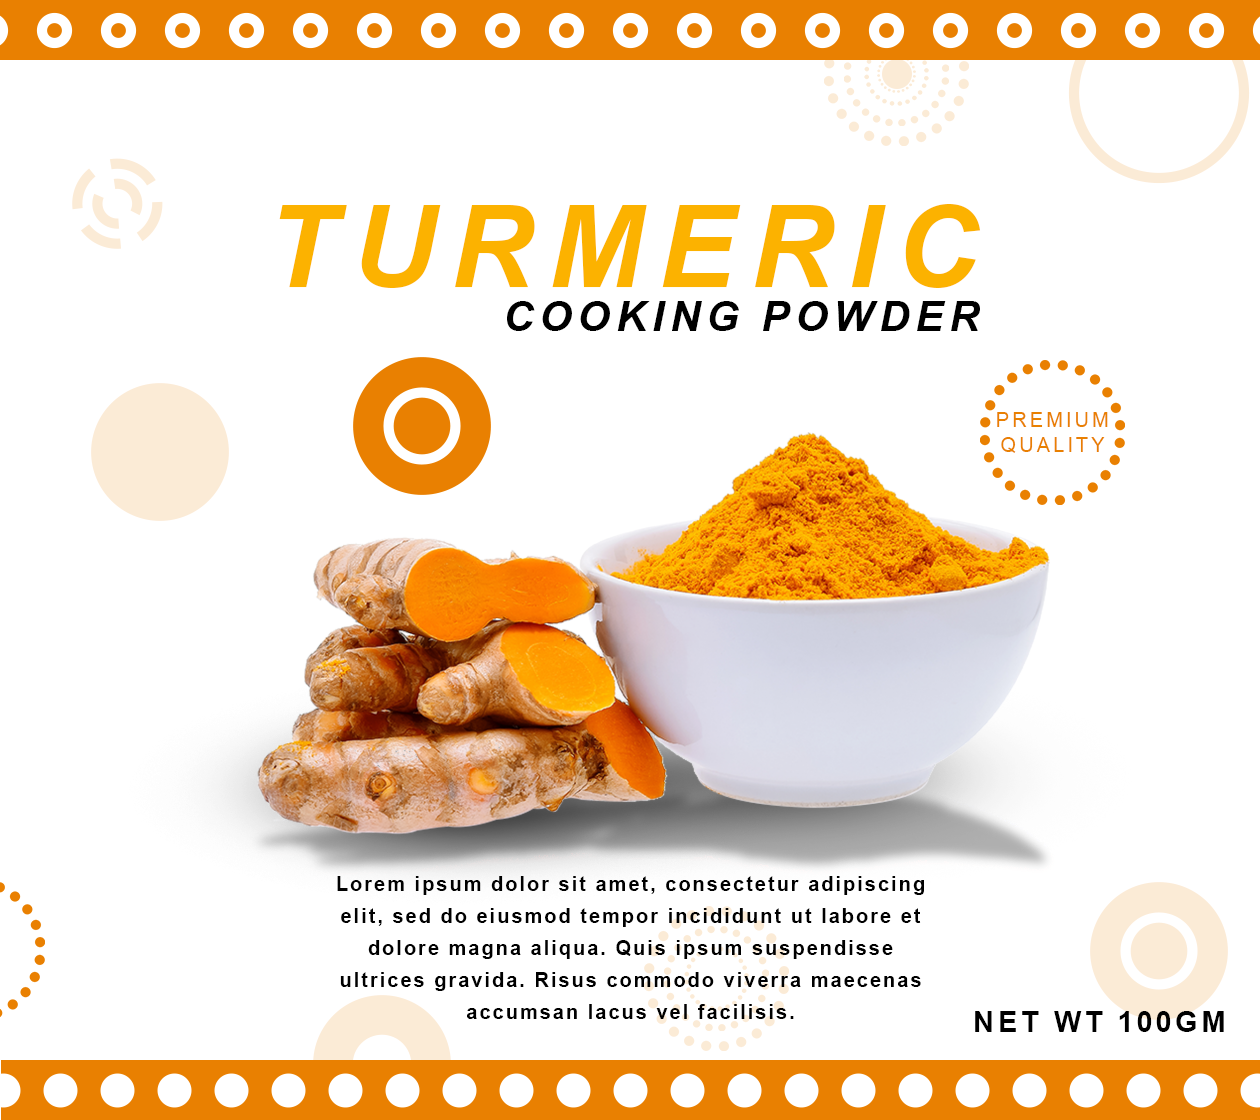 TURMERIC
COOKING POWDER
PREMIUM
QUALITY
Lorem ipsum dolor sit amet, consectetur adipiscing
elit, sed do eiusmod tempor incididunt ut labore et
dolore magna aliqua. Quis ipsum suspendisse
ultrices gravida. Risus commodo viverra maecenas
accumsan lacus vel facilisis.
NET WT 100GM